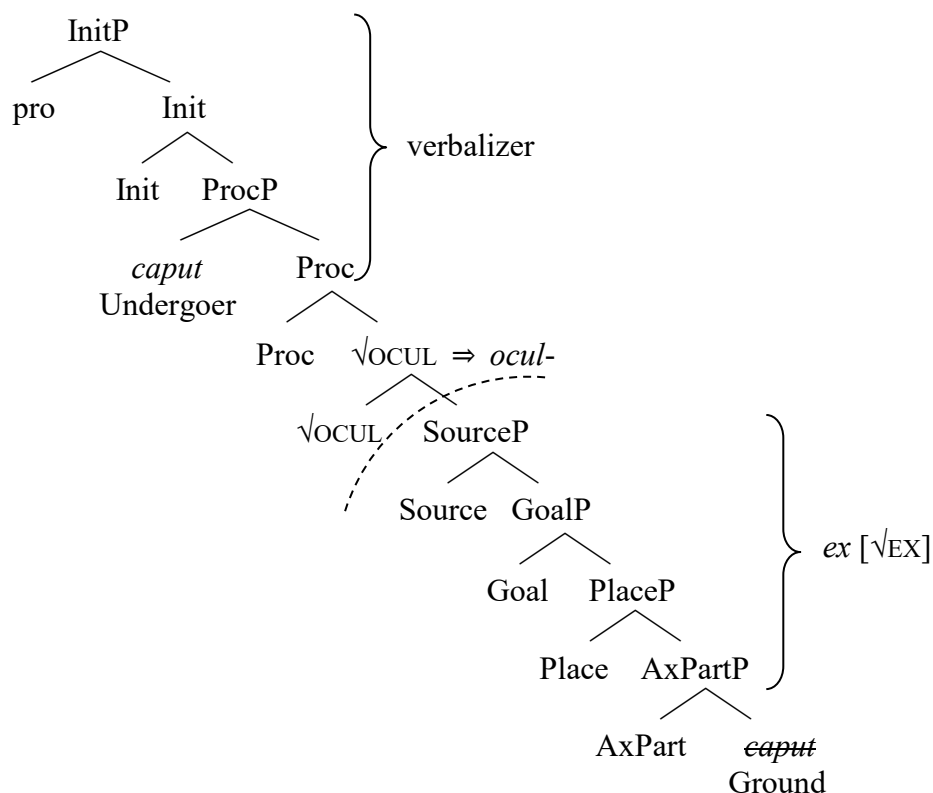 InitP
pro Init
verbalizer
Init ProcP
caput Proc
Undergoer
Proc √OCUL ⇒ ocul-
√OCUL SourceP
Source GoalP
ex [√EX]
Goal PlaceP
Place AxPartP
AxPart caput
Ground